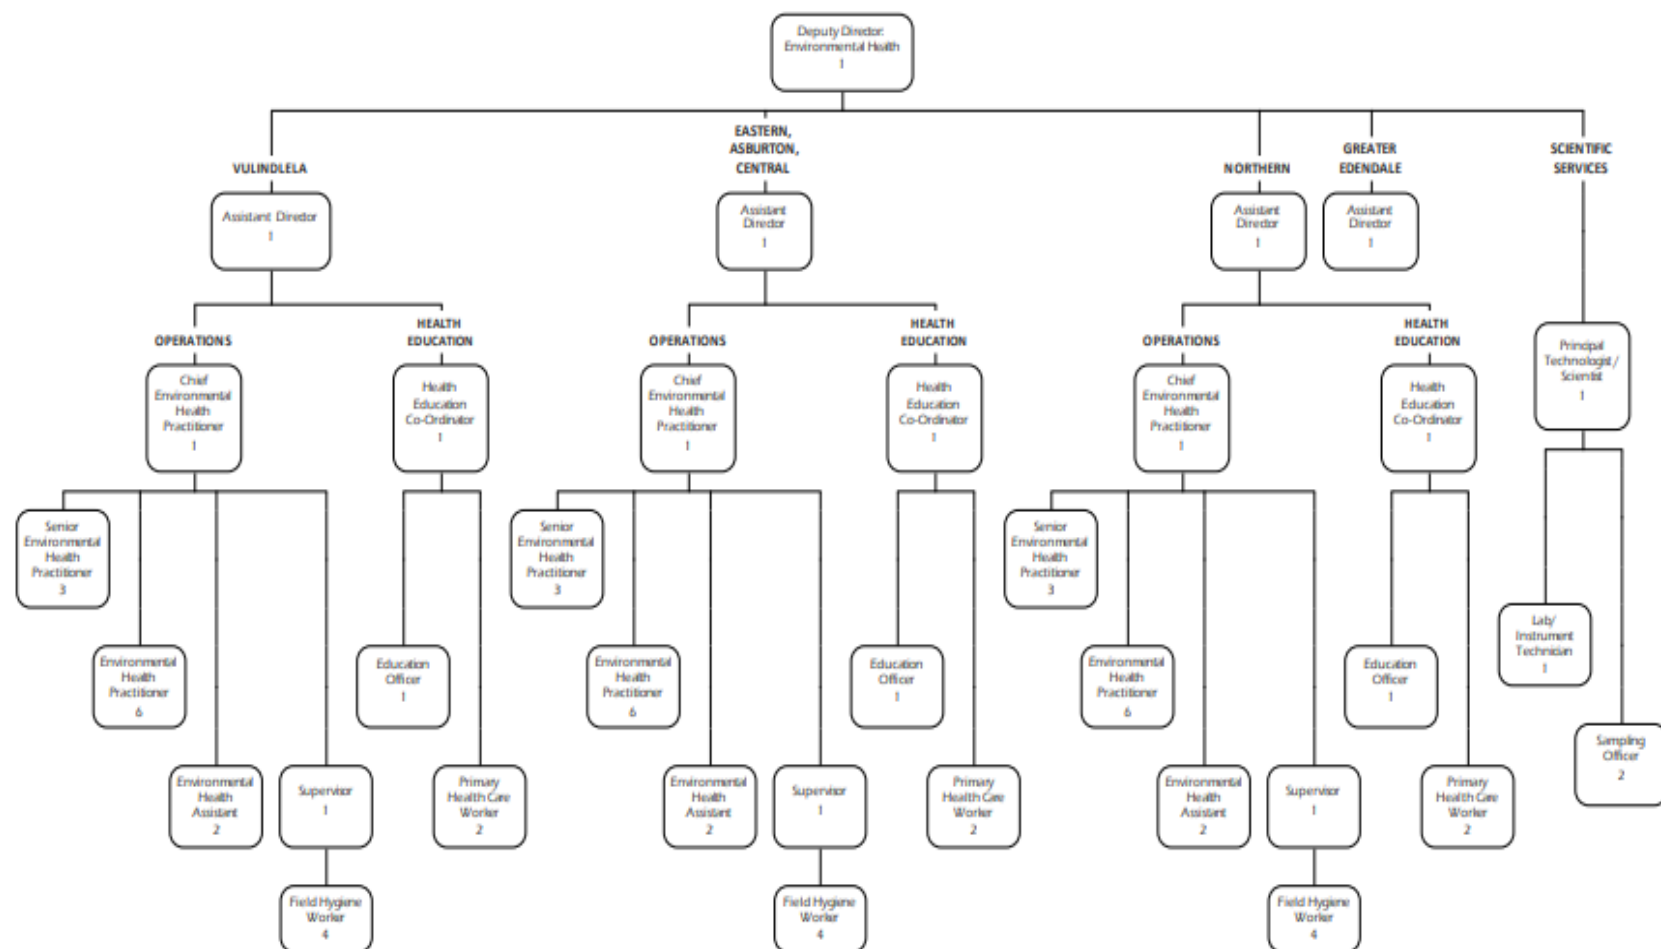 Deputy Director:
Environmental Health
1
VULINDLELA
EASTERN,
ASBURTON,
CENTRAL
NORTHERN
GREATER
EDENDALE
SCIENTIFIC
SERVICES
Assistant Director
1
Assistant
Director
1
Assistant
Director
1
Assistant
Director
1
OPERATIONS
HEALTH
EDUCATION
OPERATIONS
HEALTH
EDUCATION
OPERATIONS
HEALTH
EDUCATION
Chief
Environmental
Health
Practitioner
1
Health
Education
Co-Ordinator
1
Chief
Environmental
Health
Practitioner
1
Health
Education
Co-Ordinator
1
Chief
Environmental
Health
Practitioner
1
Health
Education
Co-Ordinator
1
Principal
Technologist/
Scientist
1
Senior
Environmental
Health
Practitioner
3
Senior
Environmental
Health
Practitioner
3
Senior
Environmental
Health
Practitioner
3
Lab/
Instrument
Technician
1
Environmental
Health
Practitioner
6
Education
Officer
1
Environmental
Health
Practitioner
6
Education
Officer
1
Environmental
Health
Practitioner
6
Education
Officer
1
Sampling
Officer
2
Environmental
Health
Assistant
2
Supervisor
1
Primary
Health Care
Worker
2
Environmental
Health
Assistant
2
Supervisor
1
Primary
Health Care
Worker
2
Environmental
Health
Assistant
2
Supervisor
1
Primary
Health Care
Worker
2
Field Hygiene
Worker
4
Field Hygiene
Worker
4
Field Hygiene
Worker
4